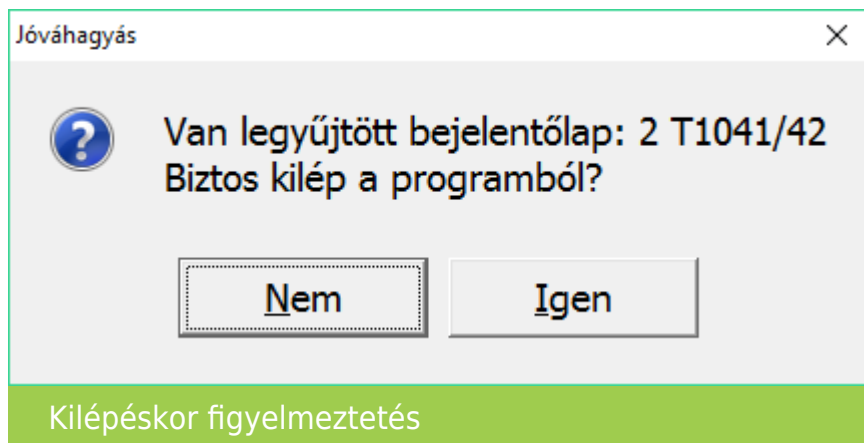 Jóváhagyás
Van legyűjtött bejelentőlap: 2 T1041/42
Biztos kilép a programból?
Nem
Igen
Kilépéskor figyelmeztetés